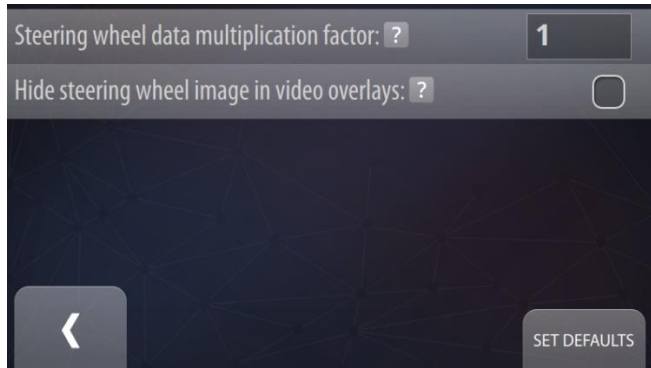 Steering wheel data multiplication factor: ?
1
Hide steering wheel image in video overlays: ?
SET DEFAULTS